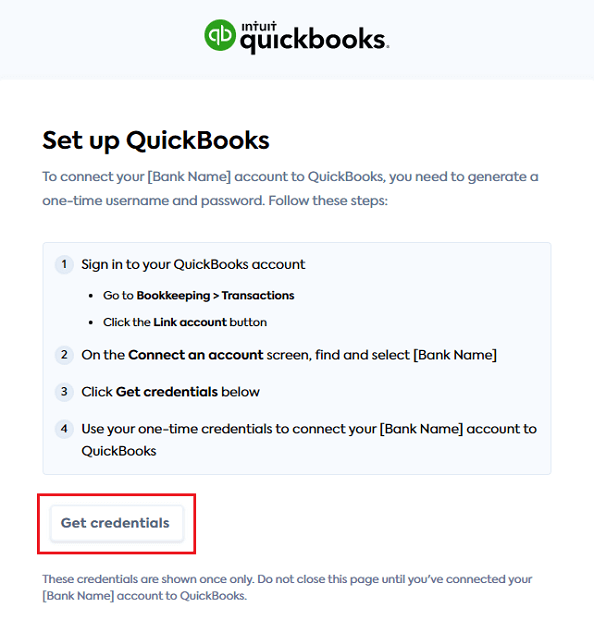 intuit
qb quickbooks.
Set up QuickBooks
To connect your [Bank Name] account to QuickBooks, you need to generate a
one-time username and password. Follow these steps:
1 Sign in to your QuickBooks account
• Go to Bookkeeping > Transactions
• Click the Link account button
2 On the Connect an account screen, find and select [Bank Name]
3 Click Get credentials below
4 Use your one-time credentials to connect your [Bank Name] account to
QuickBooks
Get credentials
These credentials are shown once only. Do not close this page until you've connected your
[Bank Name] account to QuickBooks.